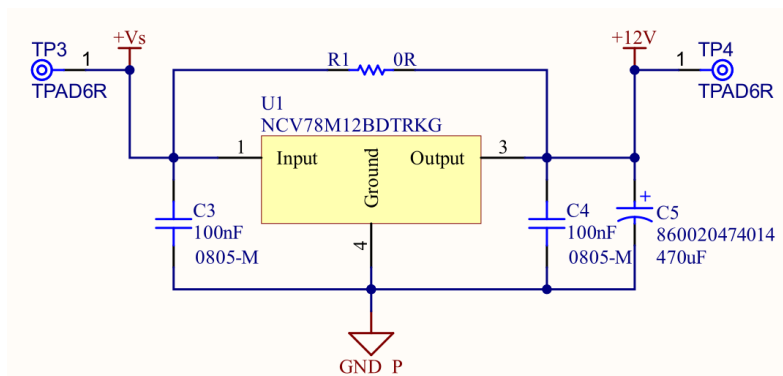 TP3
1
+Vs
TPAD6R
R1
0R
+12V
1
TP4
TPAD6R
U1
NCV78M12BDTRKG
1
Input
Ground
Output
3
4
C3
100nF
0805-M
C4
100nF
0805-M
+
C5
860020474014
470uF
GND_P